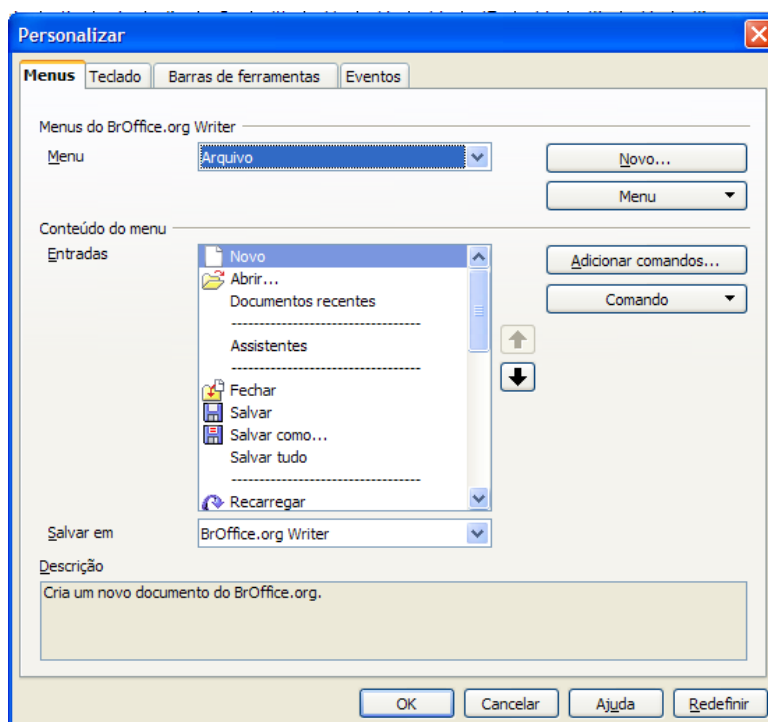 Personalizar
Menus Teclado Barras de ferramentas Eventos
Menus do BrOffice.org Writer
Menu Arquivo Novo...
Menu
Conteúdo do menu
Entradas Novo Adicionar comandos...
Abrir...
Documentos recentes Comando
----------------------------------
Assistentes
----------------------------------
Fechar
Salvar
Salvar como...
Salvar tudo
----------------------------------
Recarregar
Salvar em BrOffice.org Writer
Descrição
Cria um novo documento do BrOffice.org.
OK Cancelar Ajuda Redefinir